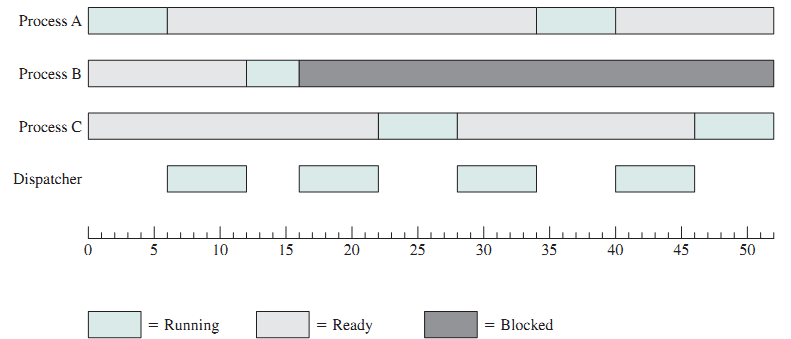 Process A
Process B
Process C
Dispatcher
0 5 10 15 20 25 30 35 40 45 50
= Running = Ready = Blocked